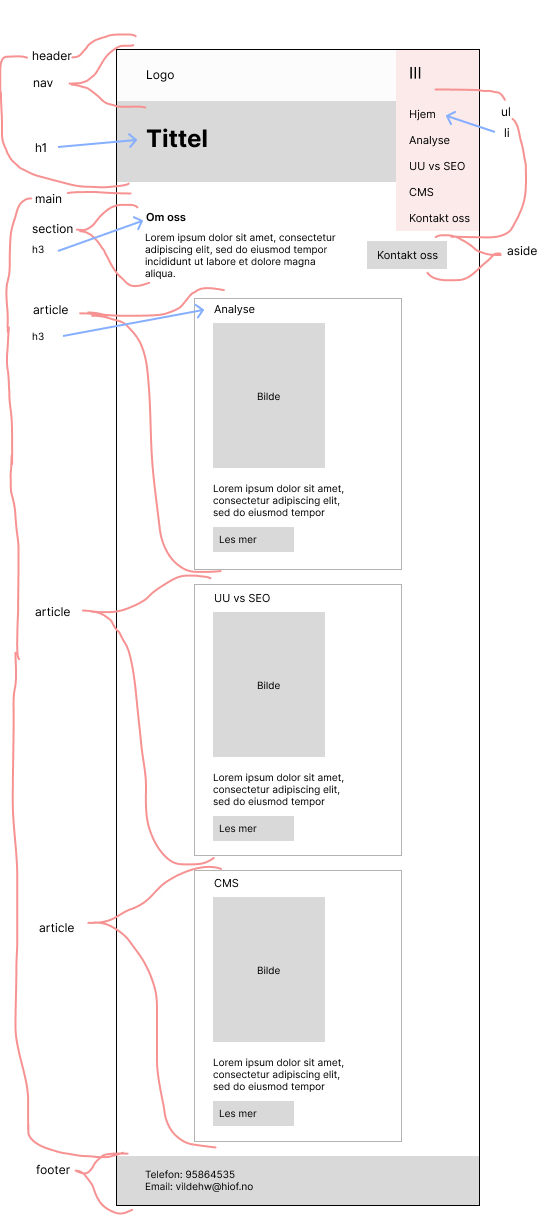 header
nav
h1
main
section
h3
article
h3
article
article
footer
Logo
III
Tittel
Hjem
Analyse
UU vs SEO
CMS
Kontakt oss
ul
li
aside
Om oss
Lorem ipsum dolor sit amet, consectetur
adipiscing elit, sed do eiusmod tempor
incididunt ut labore et dolore magna
aliqua.
Kontakt oss
Analyse
Bilde
Lorem ipsum dolor sit amet,
consectetur adipiscing elit,
sed do eiusmod tempor
Les mer
UU vs SEO
Bilde
Lorem ipsum dolor sit amet,
consectetur adipiscing elit,
sed do eiusmod tempor
Les mer
CMS
Bilde
Lorem ipsum dolor sit amet,
consectetur adipiscing elit,
sed do eiusmod tempor
Les mer
Telefon: 95864535
Email: vildehw@hiof.no